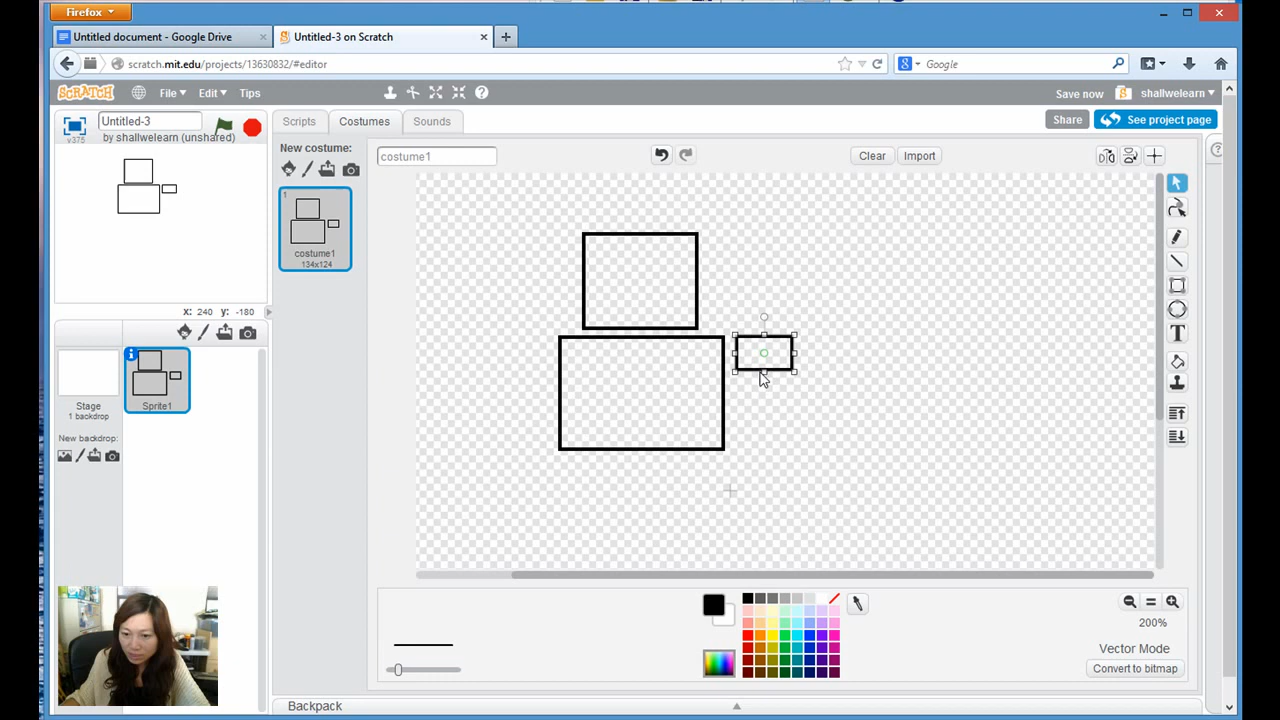 Firefox
Untitled document - Google Drive
Untitled-3 on Scratch
scratch.mit.edu/projects/13630832/#editor
Google
SCRATCH
File
Edit
Tips
Save now
shallwelearn
Untitled-3
by shallwelearn (unshared)
v375
Scripts
Costumes
Sounds
Share
See project page
New costume:
costume1
Clear
Import
1
costume1
134x124
x: 240 y: -180
Stage
1 backdrop
Sprite1
New backdrop:
200%
Vector Mode
Convert to bitmap
Backpack